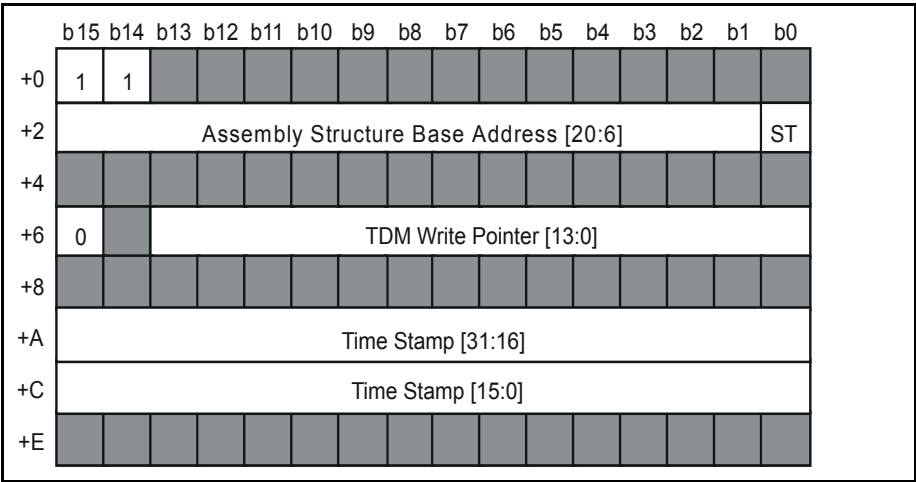 b15 b14 b13 b12 b11 b10 b9 b8 b7 b6 b5 b4 b3 b2 b1 b0
+0 1 1
+2 Assembly Structure Base Address [20:6] ST
+4
+6 0 TDM Write Pointer [13:0]
+8
+A Time Stamp [31:16]
+C Time Stamp [15:0]
+E